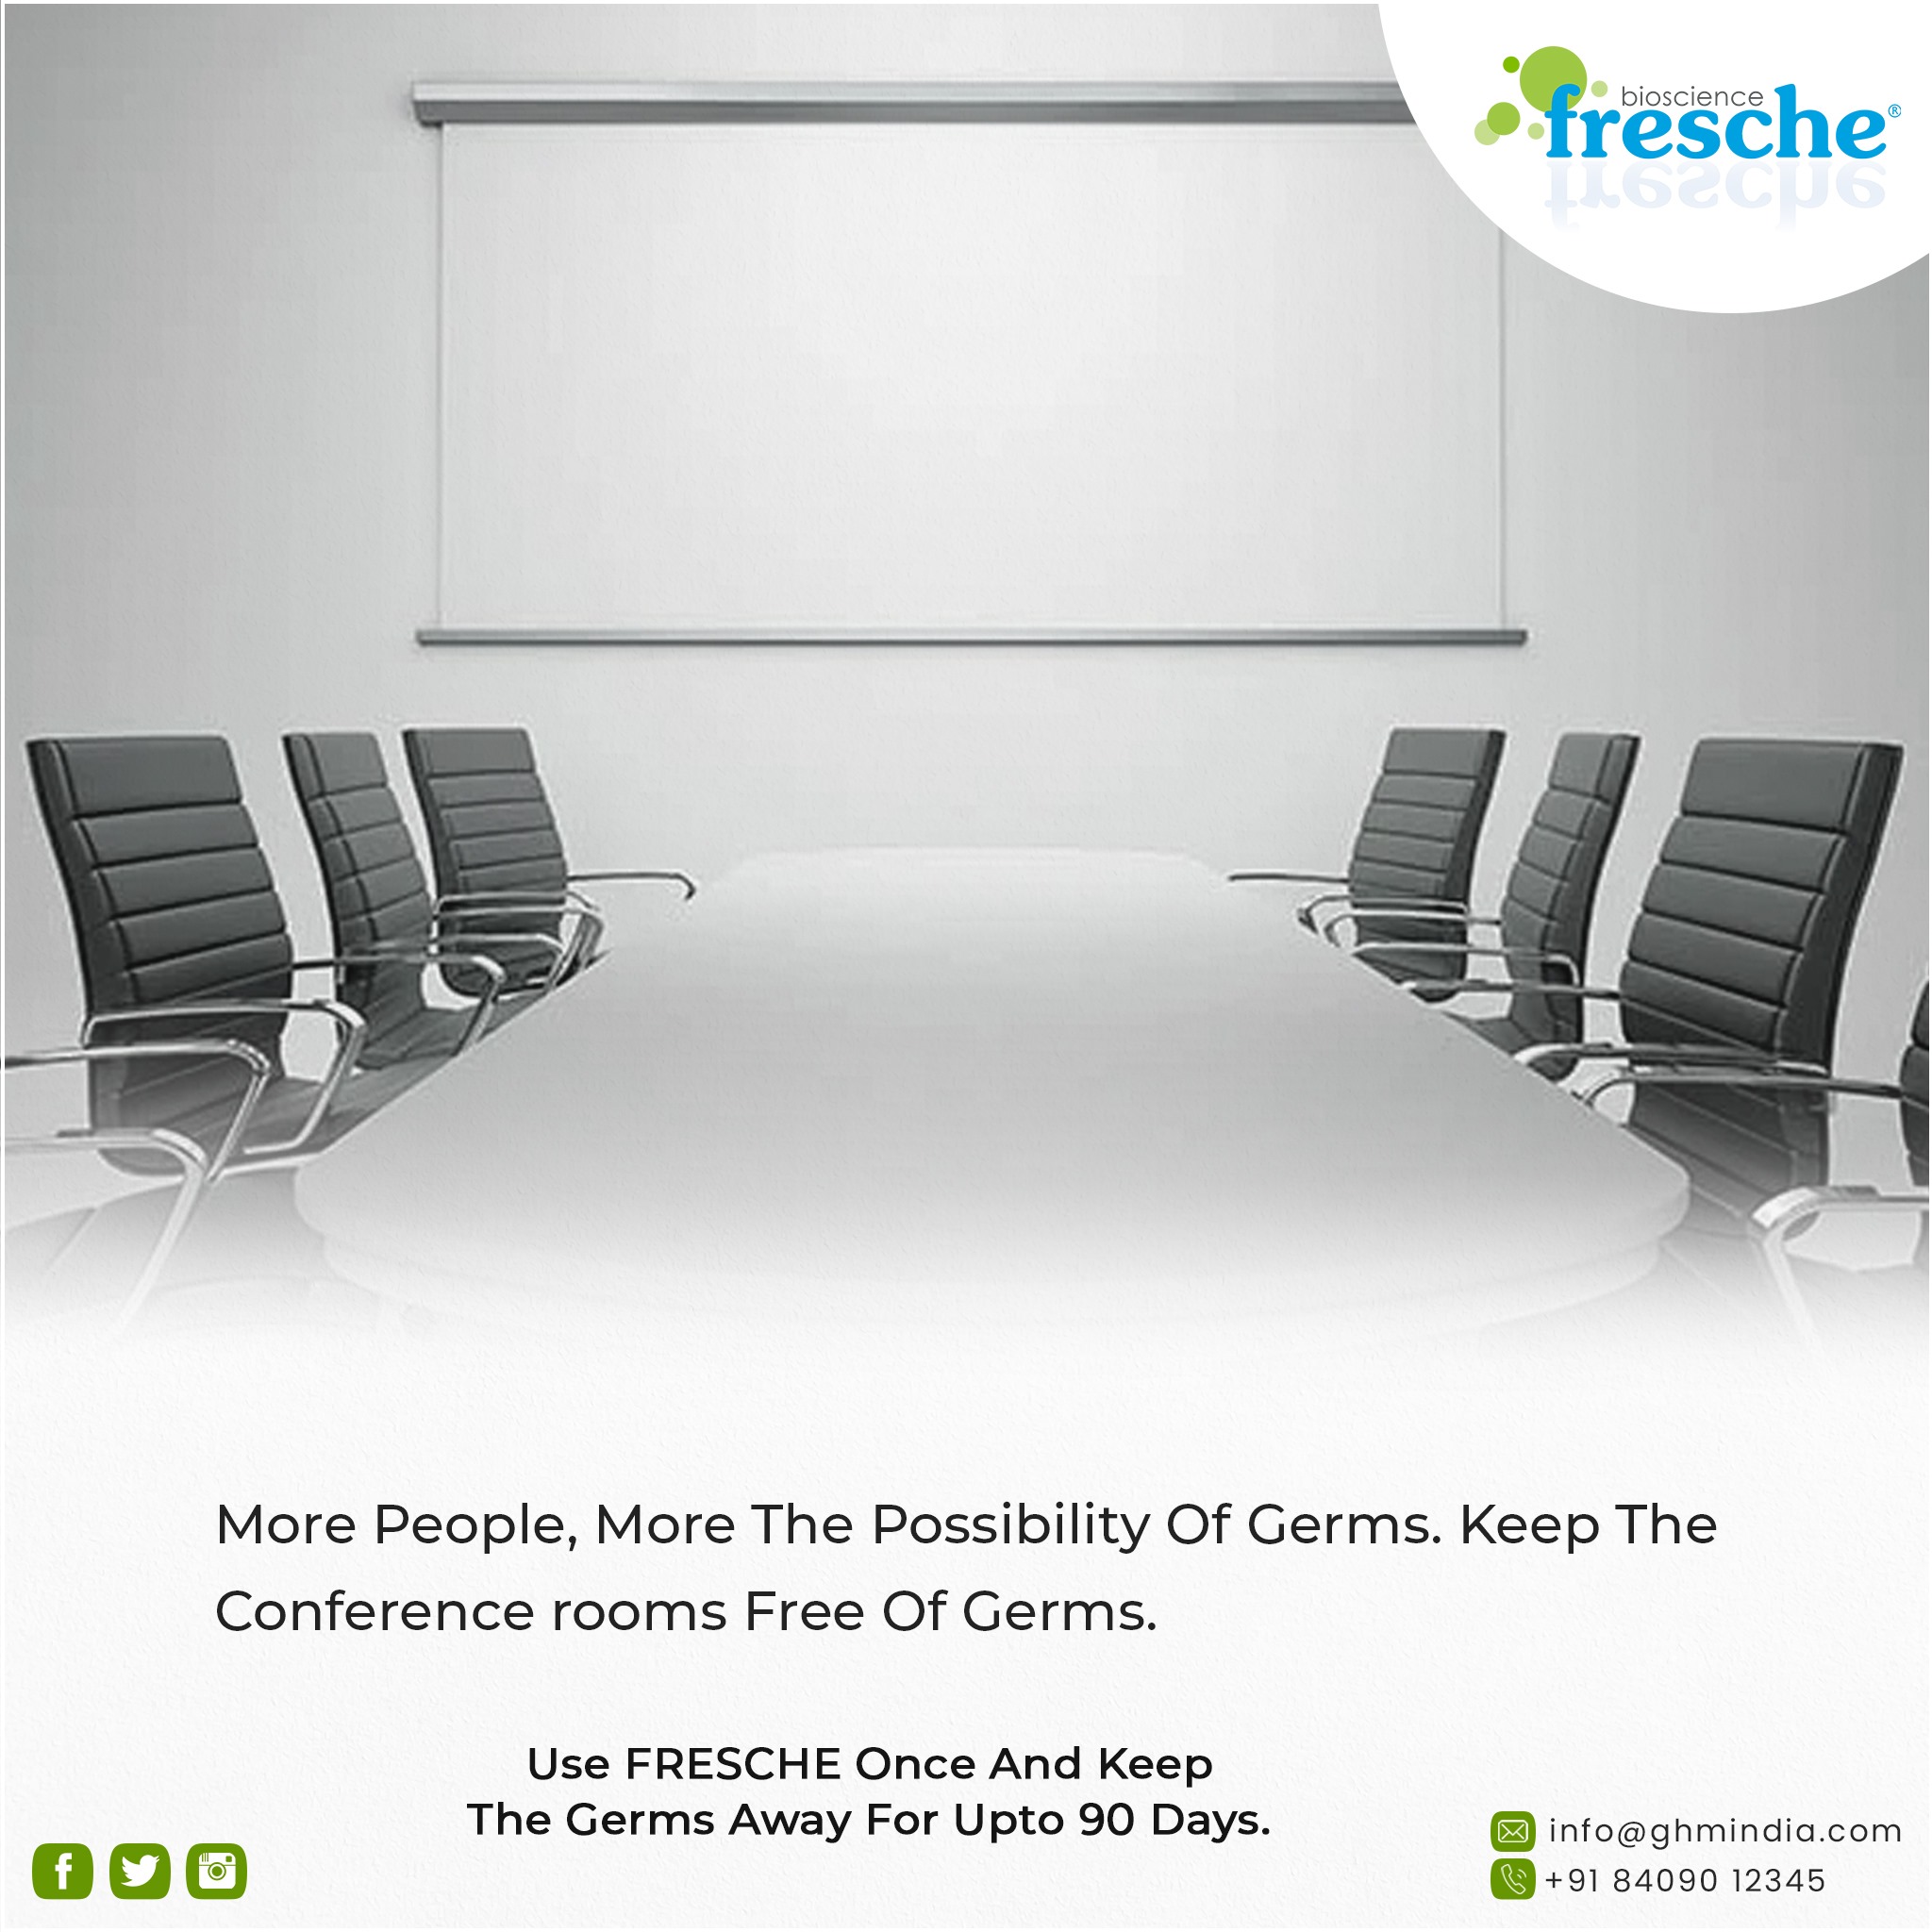 bioscience
fresche®
More People, More The Possibility Of Germs. Keep The
Conference rooms Free Of Germs.
Use FRESCHE Once And Keep
The Germs Away For Upto 90 Days.
info@ghmindia.com
+91 84090 12345